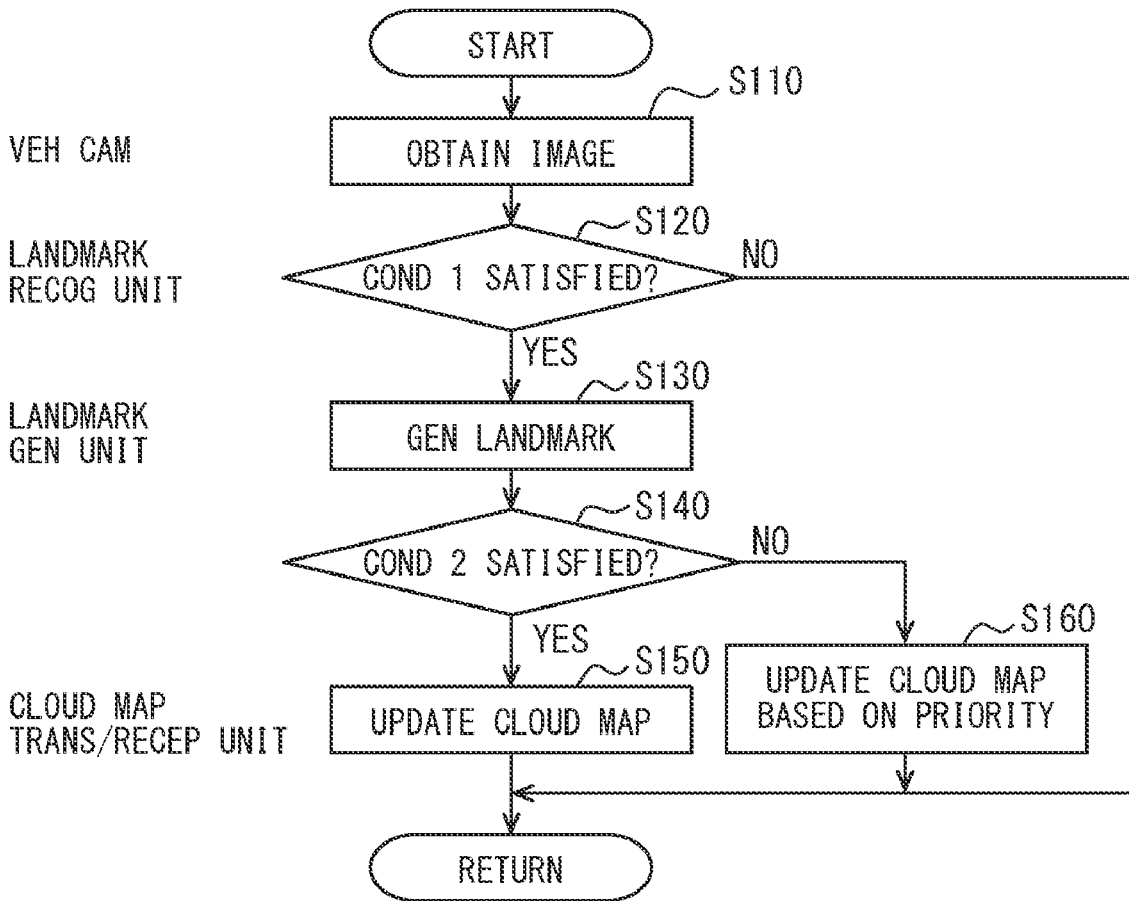 START
S110
VEH CAM
OBTAIN IMAGE
S120
LANDMARK
RECOG UNIT
COND 1 SATISFIED?
NO
YES
S130
LANDMARK
GEN UNIT
GEN LANDMARK
S140
COND 2 SATISFIED?
NO
YES
S150
S160
CLOUD MAP
TRANS/RECEP UNIT
UPDATE CLOUD MAP
UPDATE CLOUD MAP
BASED ON PRIORITY
RETURN